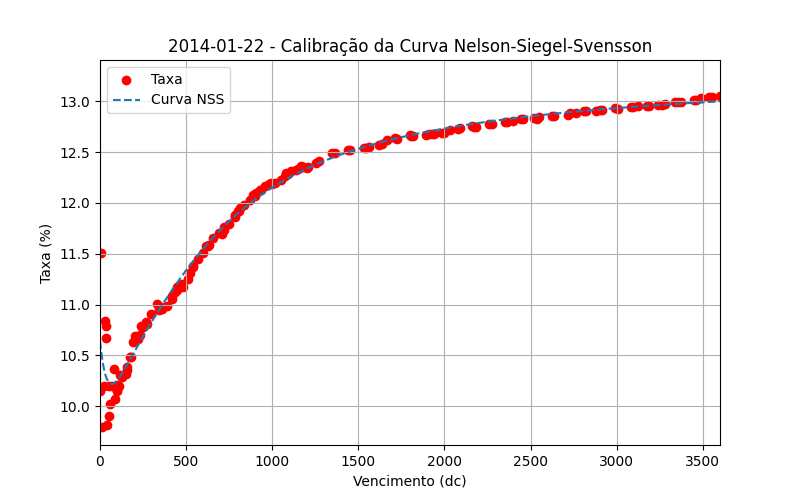 2014-01-22 - Calibração da Curva Nelson-Siegel-Svensson
Taxa
Curva NSS
Taxa (%)
13.0
12.5
12.0
11.5
11.0
10.5
10.0
0 500 1000 1500 2000 2500 3000 3500
Vencimento (dc)